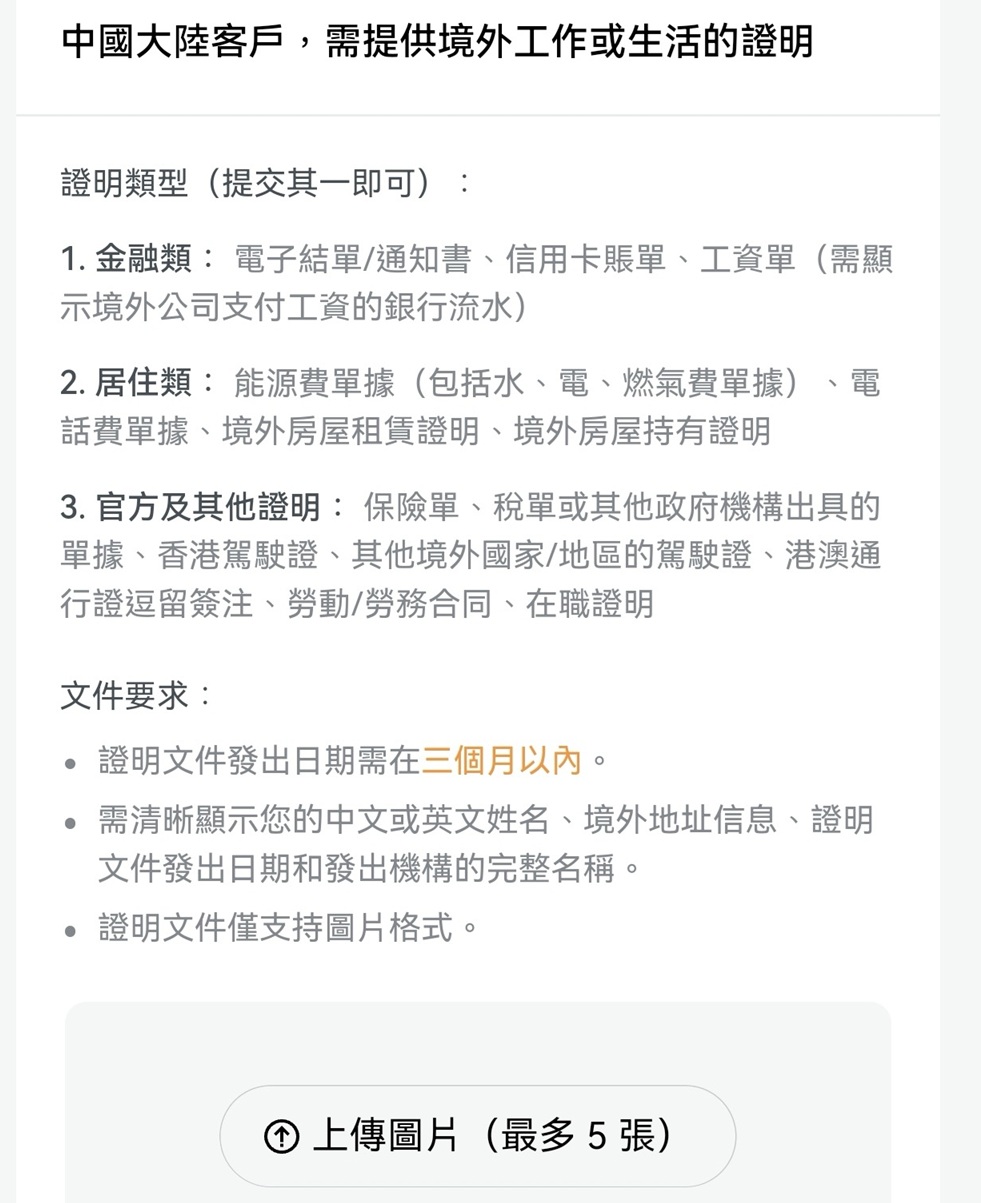 中國大陸客戶，需提供境外工作或生活的證明
證明類型（提交其一即可）：
1. 金融類： 電子結單/通知書、信用卡賬單、工資單（需顯
示境外公司支付工資的銀行流水）
2. 居住類： 能源費單據（包括水、電、燃氣費單據）、電
話費單據、境外房屋租賃證明、境外房屋持有證明
3. 官方及其他證明： 保險單、稅單或其他政府機構出具的
單據、香港駕駛證、其他境外國家/地區的駕駛證、港澳通
行證逗留簽注、勞動/勞務合同、在職證明
文件要求：
• 證明文件發出日期需在三個月以內。
• 需清晰顯示您的中文或英文姓名、境外地址信息、證明
文件發出日期和發出機構的完整名稱。
• 證明文件僅支持圖片格式。
上傳圖片（最多 5 張）